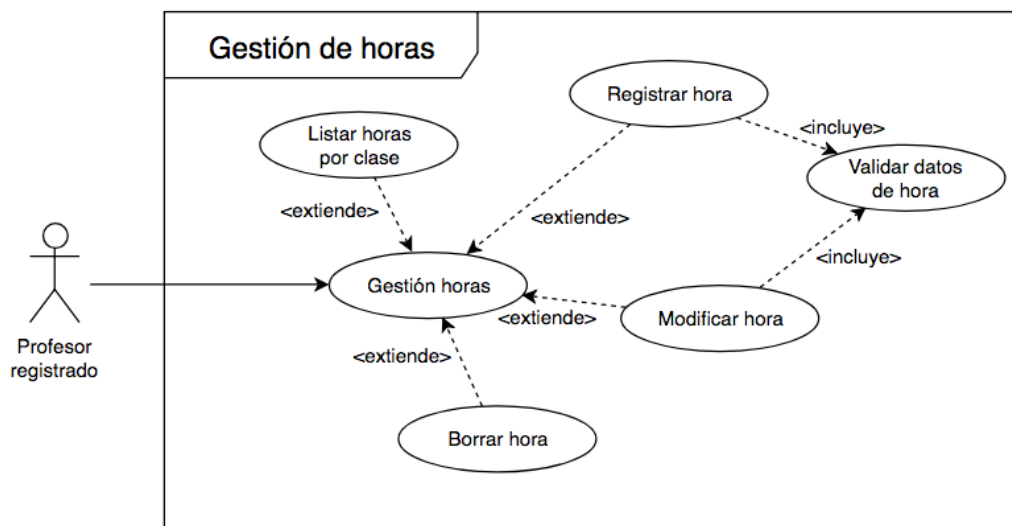 Gestión de horas
Registrar hora
Listar horas
por clase
<incluye>
Validar datos
de hora
<extiende>
<extiende>
<incluye>
Gestión horas
<extiende>
Modificar hora
Profesor
registrado
<extiende>
Borrar hora